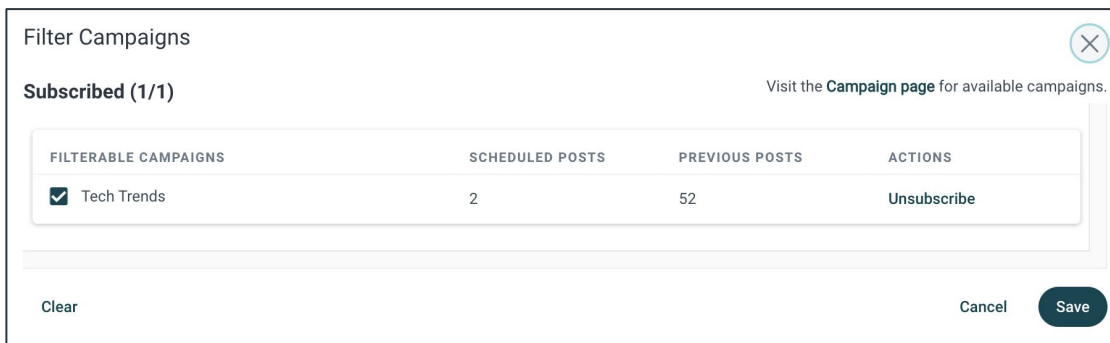 Filter Campaigns
Subscribed (1/1)
Visit the Campaign page for available campaigns.
FILTERABLE CAMPAIGNS SCHEDULED POSTS PREVIOUS POSTS ACTIONS
Tech Trends 2 52 Unsubscribe
Clear Cancel Save